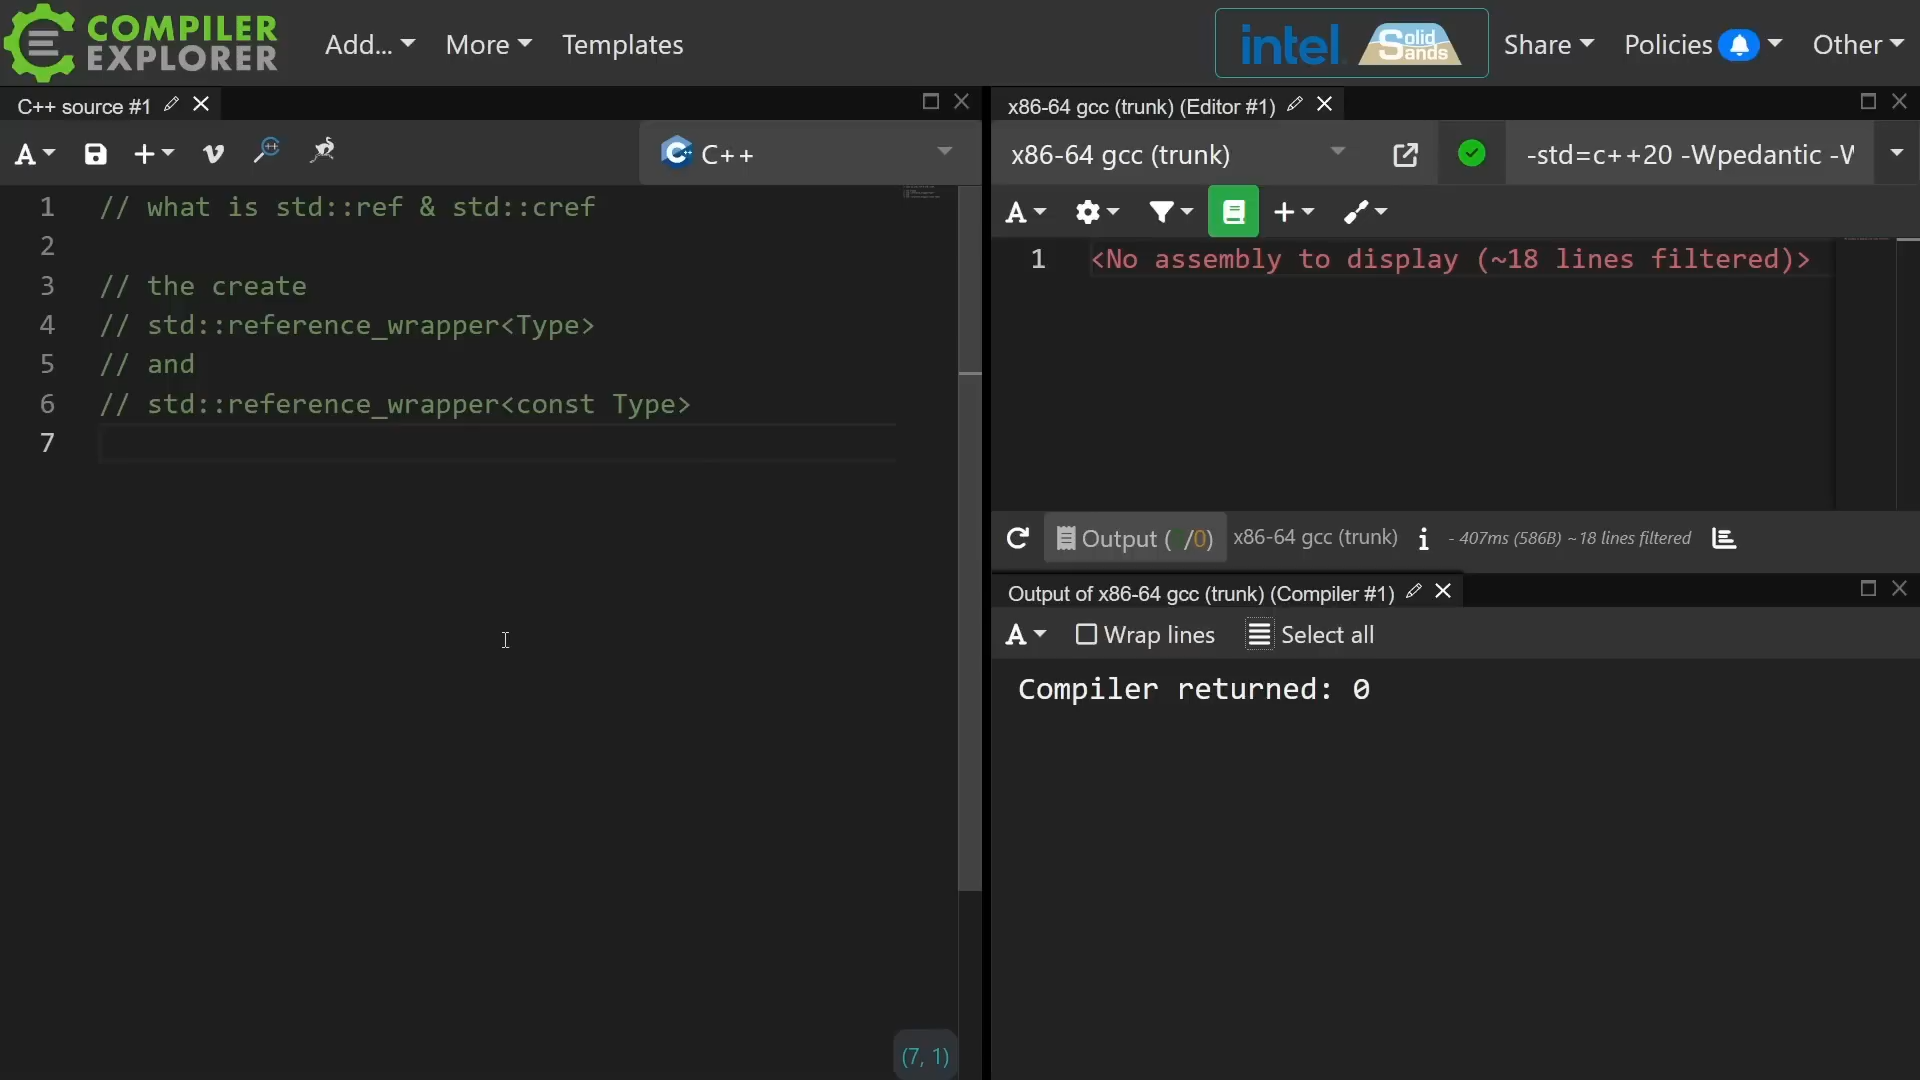 COMPILER
EXPLORER
Add...
More
Templates
intel
Solid
Sands
Share
Policies
Other
C++ source #1
A
C++
1 // what is std::ref & std::cref
2
3 // the create
4 // std::reference_wrapper<Type>
5 // and
6 // std::reference_wrapper<const Type>
7
(7, 1)
x86-64 gcc (trunk) (Editor #1)
x86-64 gcc (trunk)
-std=c++20 -Wpedantic -W
A
1 <No assembly to display (~18 lines filtered)>
Output ( /0) x86-64 gcc (trunk) i - 407ms (586B) ~18 lines filtered
Output of x86-64 gcc (trunk) (Compiler #1)
A
Wrap lines
Select all
Compiler returned: 0